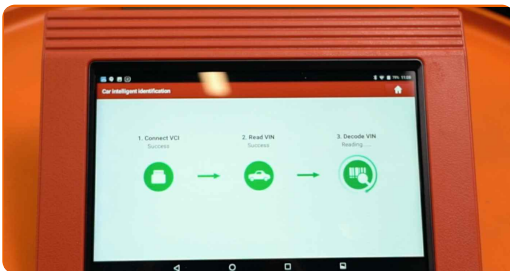 Car Intelligent Identification
1. Connect VCI
Success
2. Read VIN
Success
3. Decode VIN
Reading.....